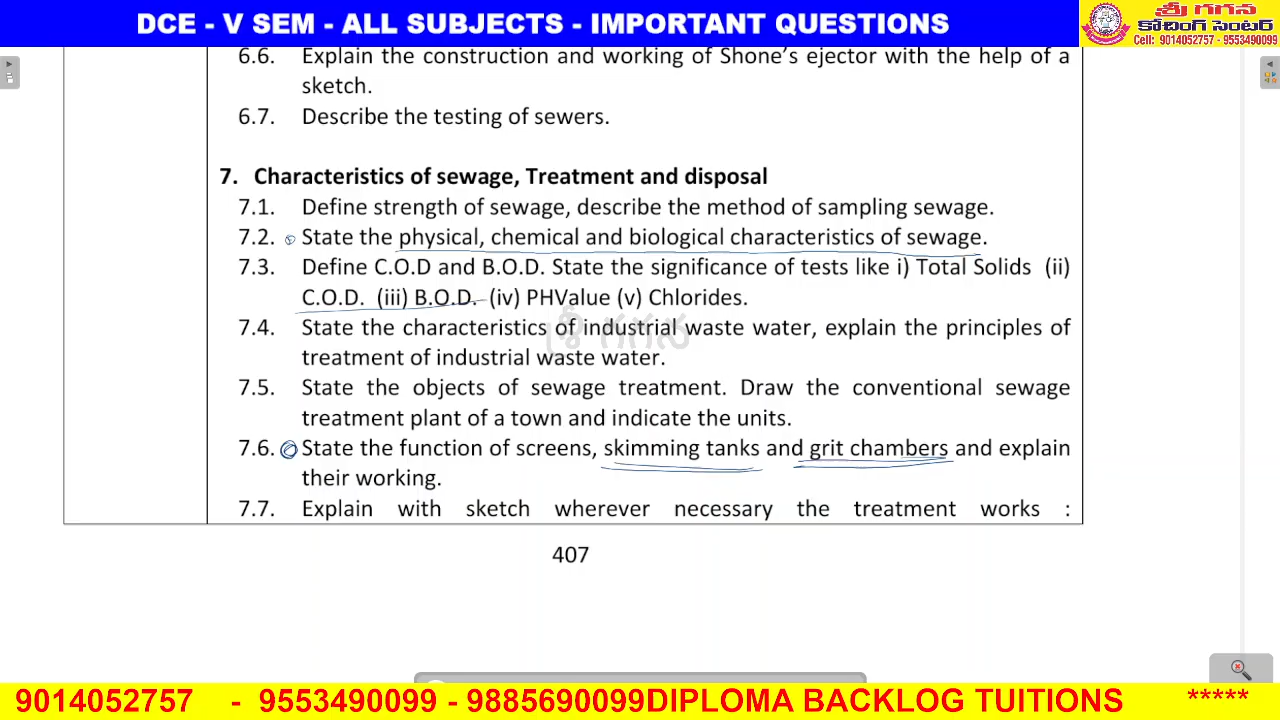 DCE - V SEM - ALL SUBJECTS - IMPORTANT QUESTIONS
శ్రీ గగన
కోచింగ్ సెంటర్
Cell: 9014052757 - 9553490099
6.6. Explain the construction and working of Shone's ejector with the help of a
sketch.
6.7. Describe the testing of sewers.
7. Characteristics of sewage, Treatment and disposal
7.1. Define strength of sewage, describe the method of sampling sewage.
7.2. State the physical, chemical and biological characteristics of sewage.
7.3. Define C.O.D and B.O.D. State the significance of tests like i) Total Solids (ii)
C.O.D. (iii) B.O.D. (iv) PHValue (v) Chlorides.
శ్రీ గగన
7.4. State the characteristics of industrial waste water, explain the principles of
treatment of industrial waste water.
7.5. State the objects of sewage treatment. Draw the conventional sewage
treatment plant of a town and indicate the units.
7.6. State the function of screens, skimming tanks and grit chambers and explain
their working.
7.7. Explain with sketch wherever necessary the treatment works :
407
9014052757 - 9553490099 - 9885690099DIPLOMA BACKLOG TUITIONS *****